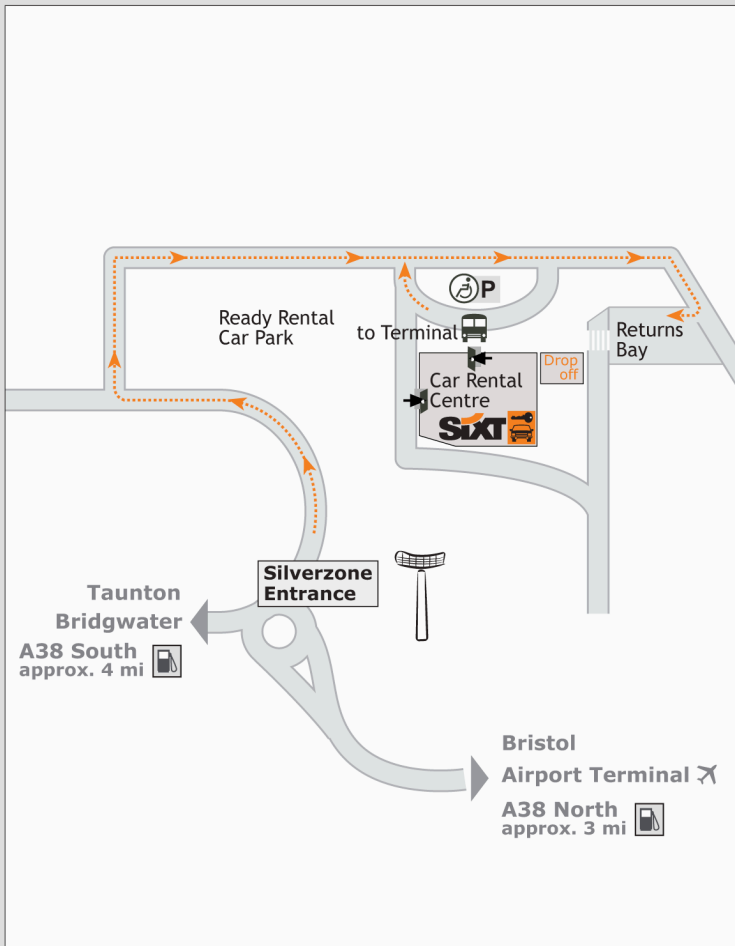 P
Ready Rental
Car Park
to Terminal
Returns
Bay
Drop
off
Car Rental
Centre
SIXT
Silverzone
Entrance
Taunton
Bridgwater
A38 South
approx. 4 mi
Bristol
Airport Terminal
A38 North
approx. 3 mi